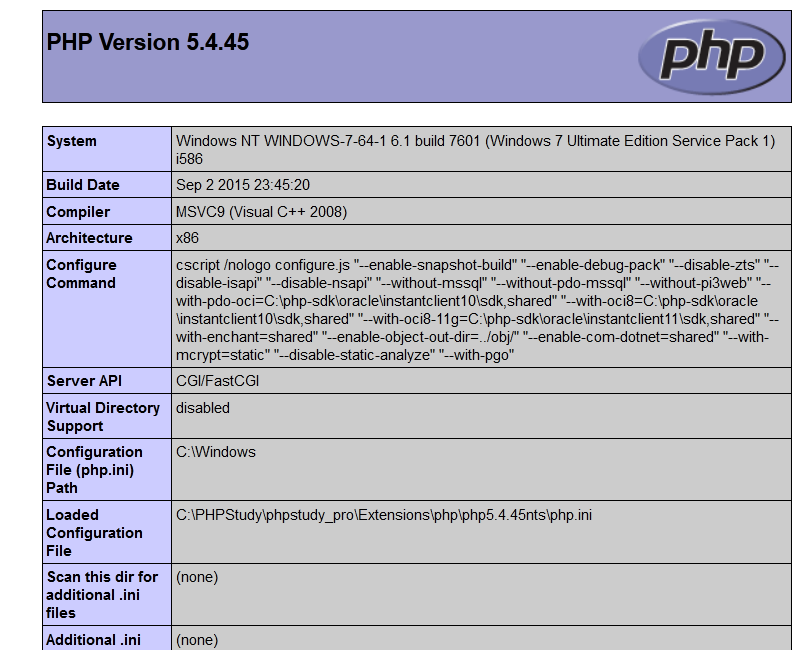 PHP Version 5.4.45
php
System
Windows NT WINDOWS-7-64-1 6.1 build 7601 (Windows 7 Ultimate Edition Service Pack 1)
i586
Build Date
Sep 2 2015 23:45:20
Compiler
MSVC9 (Visual C++ 2008)
Architecture
x86
Configure
Command
cscript /nologo configure.js "--enable-snapshot-build" "--enable-debug-pack" "--disable-zts" "--
disable-isapi" "--disable-nsapi" "--without-mssql" "--without-pdo-mssql" "--without-pi3web" "--
with-pdo-oci=C:\php-sdk\oracle\instantclient10\sdk,shared" "--with-oci8=C:\php-sdk\oracle
\instantclient10\sdk,shared" "--with-oci8-11g=C:\php-sdk\oracle\instantclient11\sdk,shared" "--
with-enchant=shared" "--enable-object-out-dir=../obj/" "--enable-com-dotnet=shared" "--with-
mcrypt=static" "--disable-static-analyze" "--with-pgo"
Server API
CGI/FastCGI
Virtual Directory
Support
disabled
Configuration
File (php.ini)
Path
C:\Windows
Loaded
Configuration
File
C:\PHPStudy\phpstudy_pro\Extensions\php\php5.4.45nts\php.ini
Scan this dir for
additional .ini
files
(none)
Additional .ini
(none)